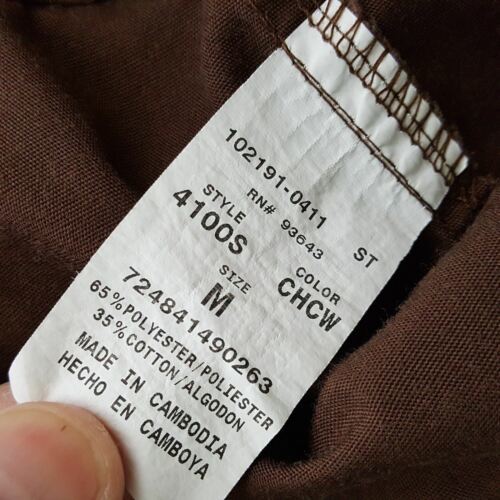 102191-0411
RN# 93643 ST
STYLE COLOR
4100S CHCW
SIZE
M
724841490263
65%POLYESTER/POLIESTER
35%COTTON/ALGODON
MADE IN CAMBODIA
HECHO EN CAMBOYA